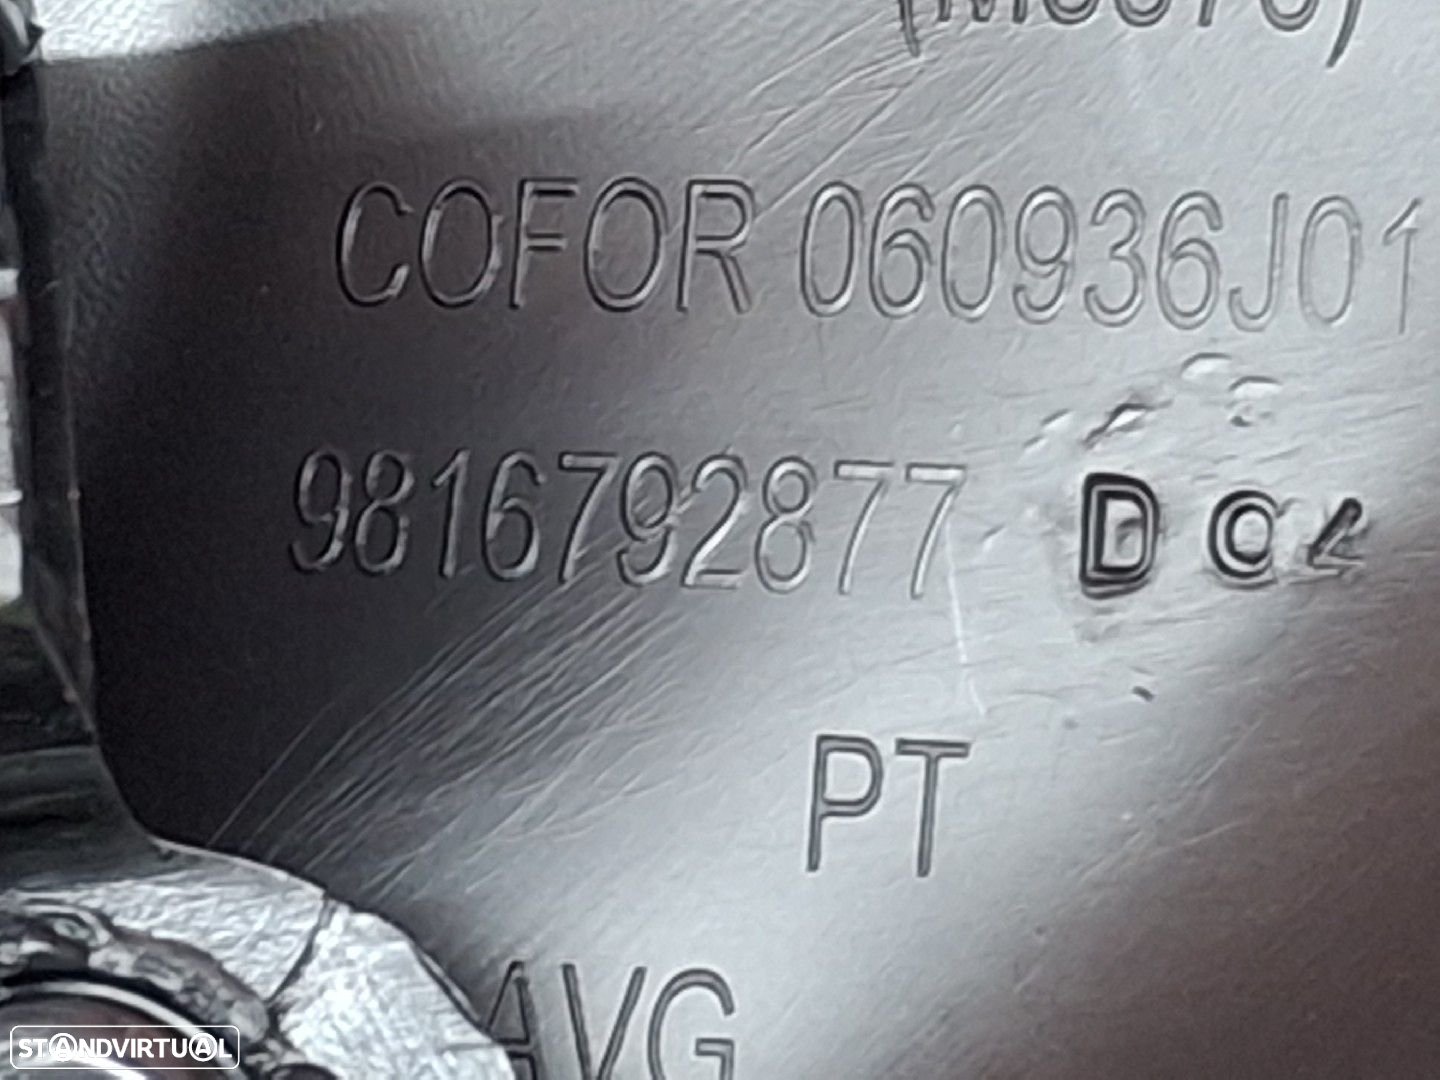 COFOR 060936J01
9816792877 D
PT
AVG
STANDVIRTUAL